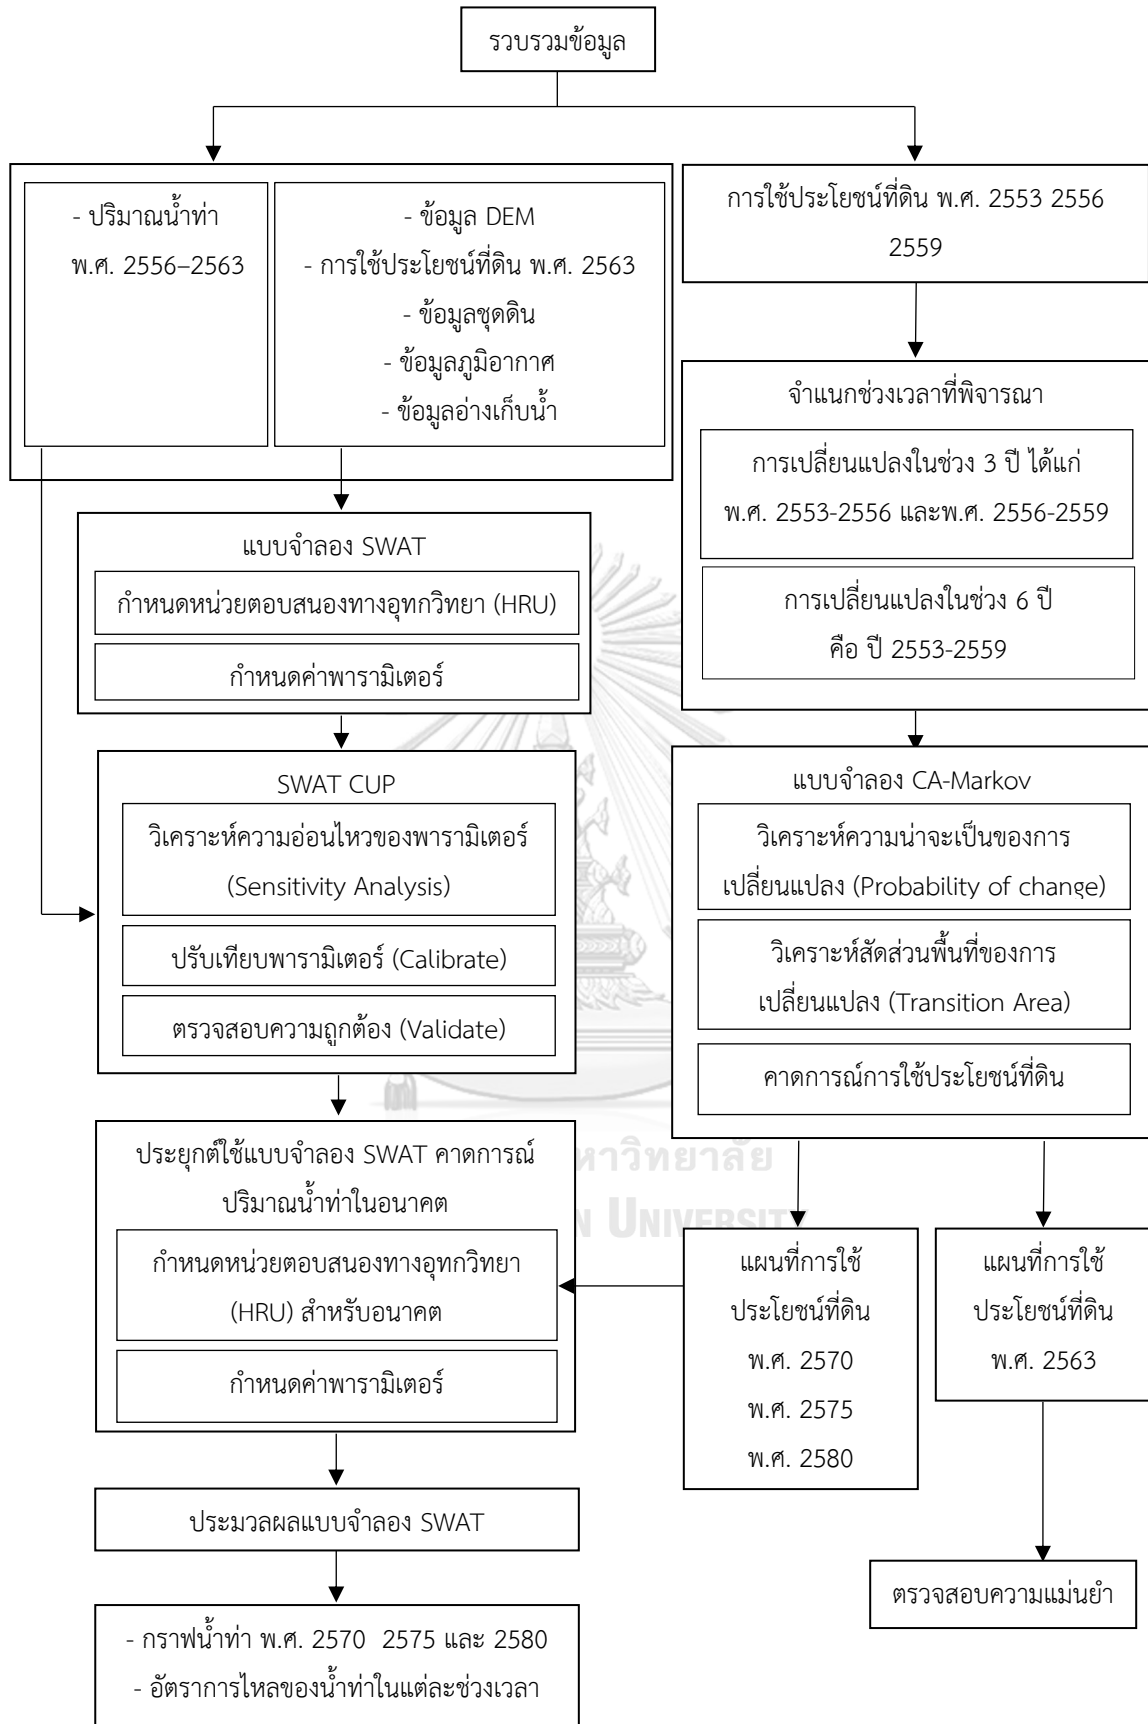 รวบรวมข้อมูล
- ปริมาณน้ำท่า
พ.ศ. 2556–2563
- ข้อมูล DEM
- การใช้ประโยชน์ที่ดิน พ.ศ. 2563
- ข้อมูลชุดดิน
- ข้อมูลภูมิอากาศ
- ข้อมูลอ่างเก็บน้ำ
การใช้ประโยชน์ที่ดิน พ.ศ. 2553 2556
2559
จำแนกช่วงเวลาที่พิจารณา
การเปลี่ยนแปลงในช่วง 3 ปี ได้แก่
พ.ศ. 2553-2556 และพ.ศ. 2556-2559
การเปลี่ยนแปลงในช่วง 6 ปี
คือ ปี 2553-2559
แบบจำลอง SWAT
กำหนดหน่วยตอบสนองทางอุทกวิทยา (HRU)
กำหนดค่าพารามิเตอร์
SWAT CUP
วิเคราะห์ความอ่อนไหวของพารามิเตอร์
(Sensitivity Analysis)
ปรับเทียบพารามิเตอร์ (Calibrate)
ตรวจสอบความถูกต้อง (Validate)
แบบจำลอง CA-Markov
วิเคราะห์ความน่าจะเป็นของการ
เปลี่ยนแปลง (Probability of change)
วิเคราะห์สัดส่วนพื้นที่ของการ
เปลี่ยนแปลง (Transition Area)
คาดการณ์การใช้ประโยชน์ที่ดิน
ประยุกต์ใช้แบบจำลอง SWAT คาดการณ์
ปริมาณน้ำท่าในอนาคต
กำหนดหน่วยตอบสนองทางอุทกวิทยา
(HRU) สำหรับอนาคต
กำหนดค่าพารามิเตอร์
หาวิทยาลัย
N UNIVERSITY
แผนที่การใช้
ประโยชน์ที่ดิน
พ.ศ. 2570
พ.ศ. 2575
พ.ศ. 2580
แผนที่การใช้
ประโยชน์ที่ดิน
พ.ศ. 2563
ประมวลผลแบบจำลอง SWAT
ตรวจสอบความแม่นยำ
- กราฟน้ำท่า พ.ศ. 2570  2575 และ 2580
- อัตราการไหลของน้ำท่าในแต่ละช่วงเวลา